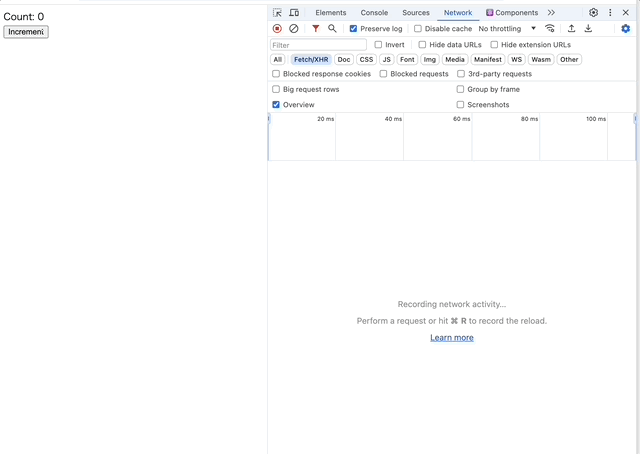 Count: 0
Increment
Elements Console Sources Network Components
Preserve log Disable cache No throttling
Filter Invert Hide data URLs Hide extension URLs
All Fetch/XHR Doc CSS JS Font Img Media Manifest WS Wasm Other
Blocked response cookies Blocked requests 3rd-party requests
Big request rows Group by frame
Overview Screenshots
20 ms 40 ms 60 ms 80 ms 100 ms
Recording network activity...
Perform a request or hit ⌘ R to record the reload.
Learn more